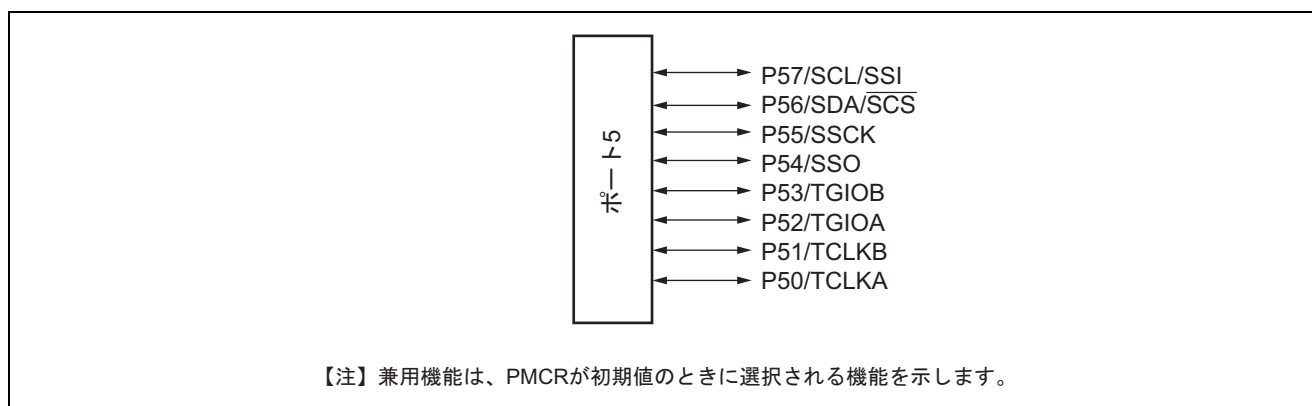 ポート5
P57/SCL/SSI
P56/SDA/S̅C̅S̅
P55/SSCK
P54/SSO
P53/TGIOB
P52/TGIOA
P51/TCLKB
P50/TCLKA
【注】兼用機能は、PMCRが初期値のときに選択される機能を示します。